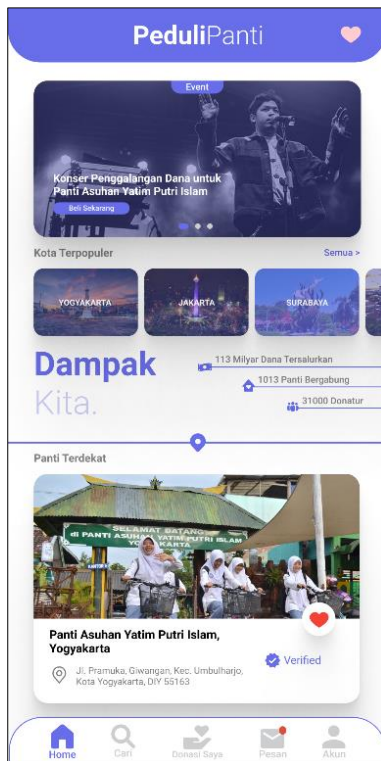 PeduliPanti
Event
Konser Penggalangan Dana untuk
Panti Asuhan Yatim Putri Islam
Beli Sekarang
Kota Terpopuler
Semua >
YOGYAKARTA
JAKARTA
SURABAYA
Dampak
Kita.
113 Milyar Dana Tersalurkan
1013 Panti Bergabung
31000 Donatur
Panti Terdekat
SELAMAT DATANG
di PANTI ASUHAN YATIM PUTRI ISLAM
YOGYAKARTA
Panti Asuhan Yatim Putri Islam,
Yogyakarta
Jl. Pramuka, Giwangan, Kec. Umbulharjo,
Kota Yogyakarta, DIY 55163
Verified
Home
Cari
Donasi Saya
Pesan
Akun